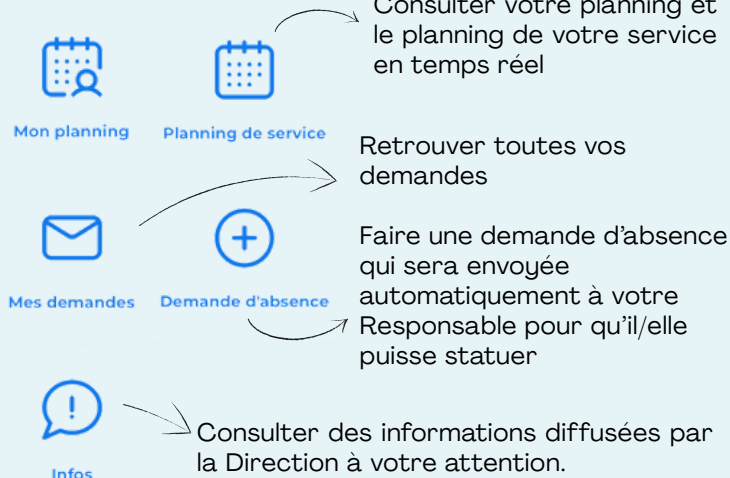 Consulter votre planning et
le planning de votre service
en temps réel
Mon planning
Planning de service
Retrouver toutes vos
demandes
Mes demandes
Demande d'absence
Faire une demande d'absence
qui sera envoyée
automatiquement à votre
Responsable pour qu'il/elle
puisse statuer
Infos
Consulter des informations diffusées par
la Direction à votre attention.